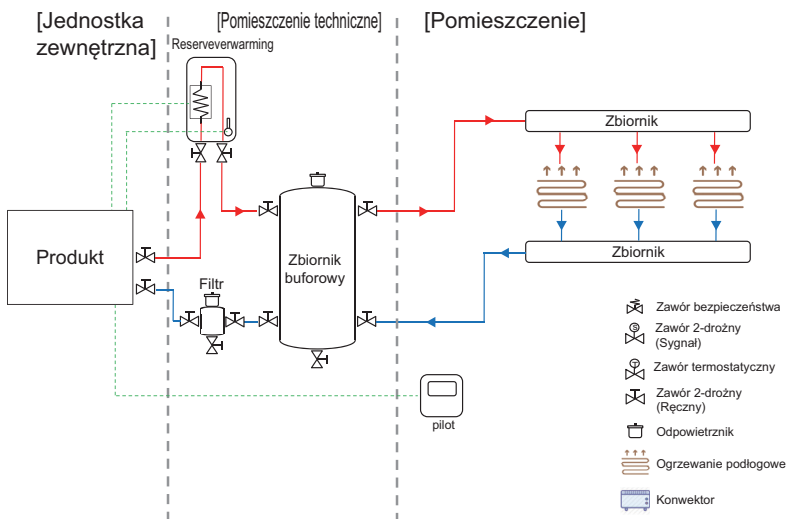 [Jednostka
zewnętrzna]
[Pomieszczenie techniczne]
[Pomieszczenie]
Reserveverwarming
Zbiornik
Produkt
Zbiornik
buforowy
Filtr
Zbiornik
pilot
Zawór bezpieczeństwa
S
Zawór 2-drożny
(Sygnał)
T
Zawór termostatyczny
Zawór 2-drożny
(Ręczny)
Odpowietrznik
Ogrzewanie podłogowe
Konwektor